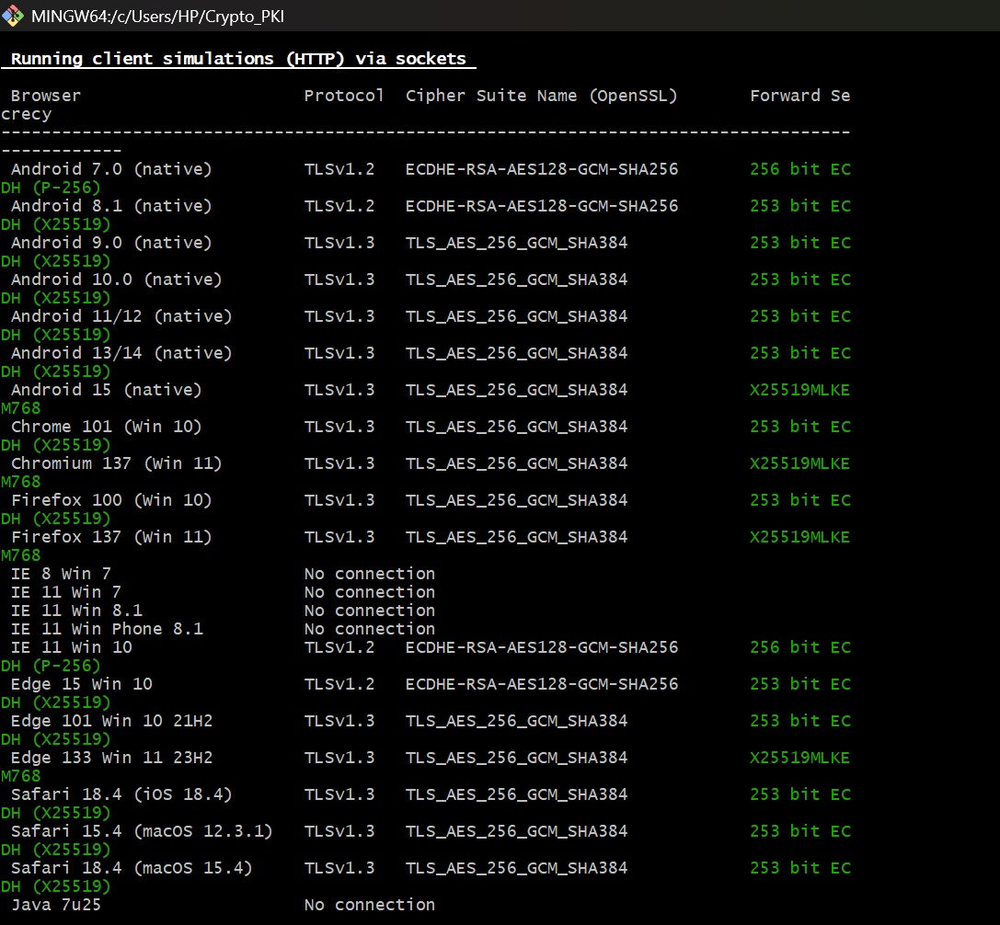 MINGW64:/c/Users/HP/Crypto_PKI
Running client simulations (HTTP) via sockets
Browser                      Protocol  Cipher Suite Name (OpenSSL)       Forward Se
crecy
------------------------------------------------------------------------------------
------------
Android 7.0 (native)         TLSv1.2   ECDHE-RSA-AES128-GCM-SHA256       256 bit EC
DH (P-256)
Android 8.1 (native)         TLSv1.2   ECDHE-RSA-AES128-GCM-SHA256       253 bit EC
DH (X25519)
Android 9.0 (native)         TLSv1.3   TLS_AES_256_GCM_SHA384            253 bit EC
DH (X25519)
Android 10.0 (native)        TLSv1.3   TLS_AES_256_GCM_SHA384            253 bit EC
DH (X25519)
Android 11/12 (native)       TLSv1.3   TLS_AES_256_GCM_SHA384            253 bit EC
DH (X25519)
Android 13/14 (native)       TLSv1.3   TLS_AES_256_GCM_SHA384            253 bit EC
DH (X25519)
Android 15 (native)          TLSv1.3   TLS_AES_256_GCM_SHA384            X25519MLKE
M768
Chrome 101 (Win 10)          TLSv1.3   TLS_AES_256_GCM_SHA384            253 bit EC
DH (X25519)
Chromium 137 (Win 11)        TLSv1.3   TLS_AES_256_GCM_SHA384            X25519MLKE
M768
Firefox 100 (Win 10)         TLSv1.3   TLS_AES_256_GCM_SHA384            253 bit EC
DH (X25519)
Firefox 137 (Win 11)         TLSv1.3   TLS_AES_256_GCM_SHA384            X25519MLKE
M768
IE 8 Win 7                   No connection
IE 11 Win 7                  No connection
IE 11 Win 8.1                No connection
IE 11 Win Phone 8.1          No connection
IE 11 Win 10                 TLSv1.2   ECDHE-RSA-AES128-GCM-SHA256       256 bit EC
DH (P-256)
Edge 15 Win 10               TLSv1.2   ECDHE-RSA-AES128-GCM-SHA256       253 bit EC
DH (X25519)
Edge 101 Win 10 21H2         TLSv1.3   TLS_AES_256_GCM_SHA384            253 bit EC
DH (X25519)
Edge 133 Win 11 23H2         TLSv1.3   TLS_AES_256_GCM_SHA384            X25519MLKE
M768
Safari 18.4 (iOS 18.4)       TLSv1.3   TLS_AES_256_GCM_SHA384            253 bit EC
DH (X25519)
Safari 15.4 (macOS 12.3.1)   TLSv1.3   TLS_AES_256_GCM_SHA384            253 bit EC
DH (X25519)
Safari 18.4 (macOS 15.4)     TLSv1.3   TLS_AES_256_GCM_SHA384            253 bit EC
DH (X25519)
Java 7u25                    No connection